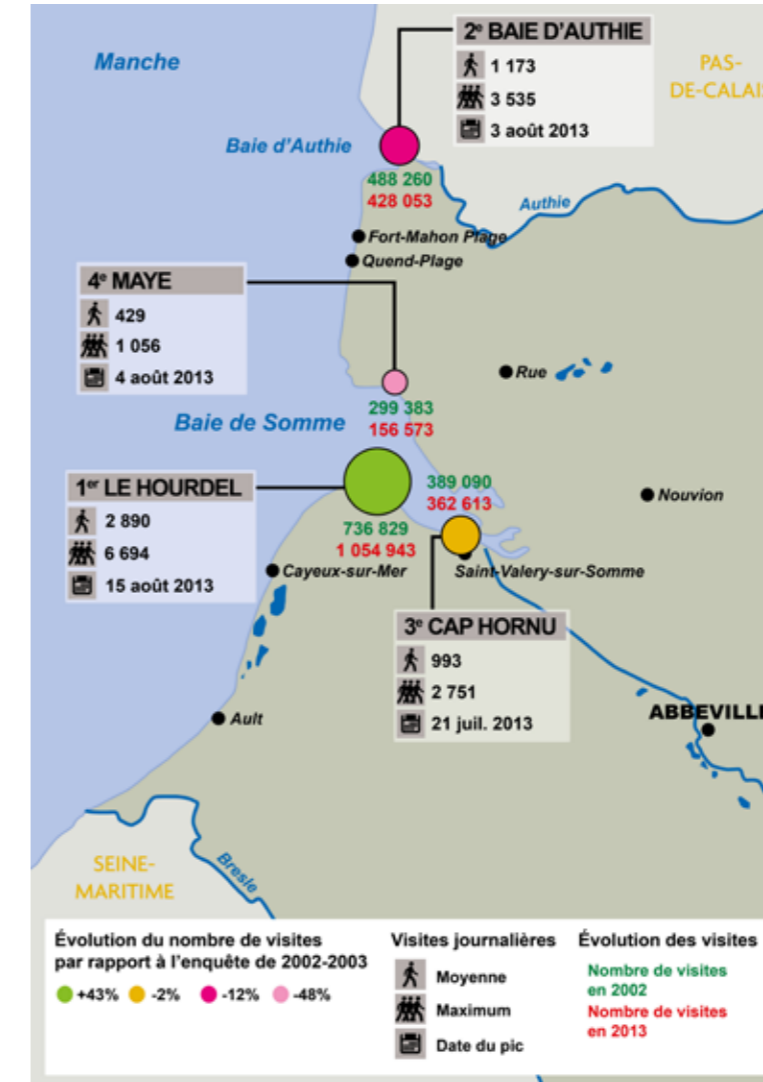 Manche
2e BAIE D'AUTHIE
1 173
3 535
3 août 2013
PAS-
DE-CALAIS
Baie d'Authie
488 260
428 053
Authie
Fort-Mahon Plage
Quend-Plage
4e MAYE
429
1 056
4 août 2013
Rue
299 383
156 573
Baie de Somme
1er LE HOURDEL
2 890
6 694
15 août 2013
389 090
362 613
Nouvion
736 829
1 054 943
Cayeux-sur-Mer
Saint-Valery-sur-Somme
3e CAP HORNU
993
2 751
21 juil. 2013
Ault
ABBEVILLE
SEINE-
MARITIME
Bresle
Évolution du nombre de visites
par rapport à l'enquête de 2002-2003
+43% -2% -12% -48%
Visites journalières
Moyenne
Maximum
Date du pic
Évolution des visites
Nombre de visites
en 2002
Nombre de visites
en 2013